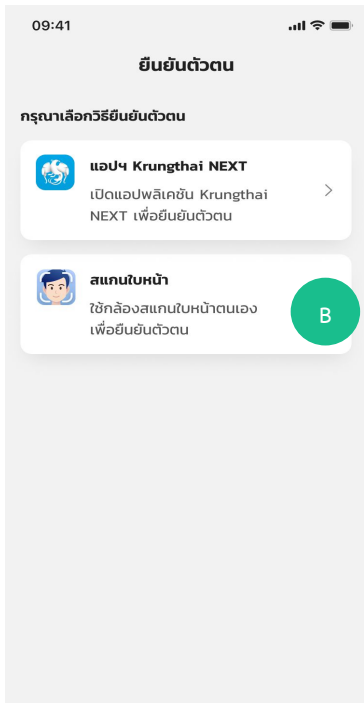 09:41
ยืนยันตัวตน
กรุณาเลือกวิธียืนยันตัวตน
แอปฯ Krungthai NEXT
เปิดแอปพลิเคชัน Krungthai
NEXT เพื่อยืนยันตัวตน
สแกนใบหน้า
ใช้กล้องสแกนใบหน้าตนเอง
เพื่อยืนยันตัวตน
B